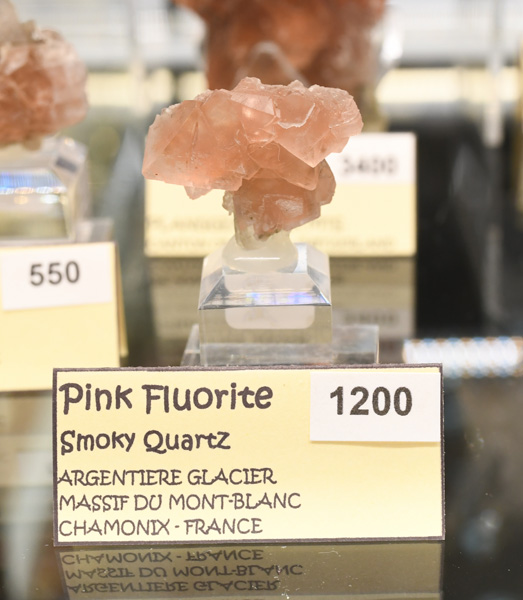 3400
550
Pink Fluorite
1200
Smoky Quartz
ARGENTIERE GLACIER
MASSIF DU MONT-BLANC
CHAMONIX - FRANCE